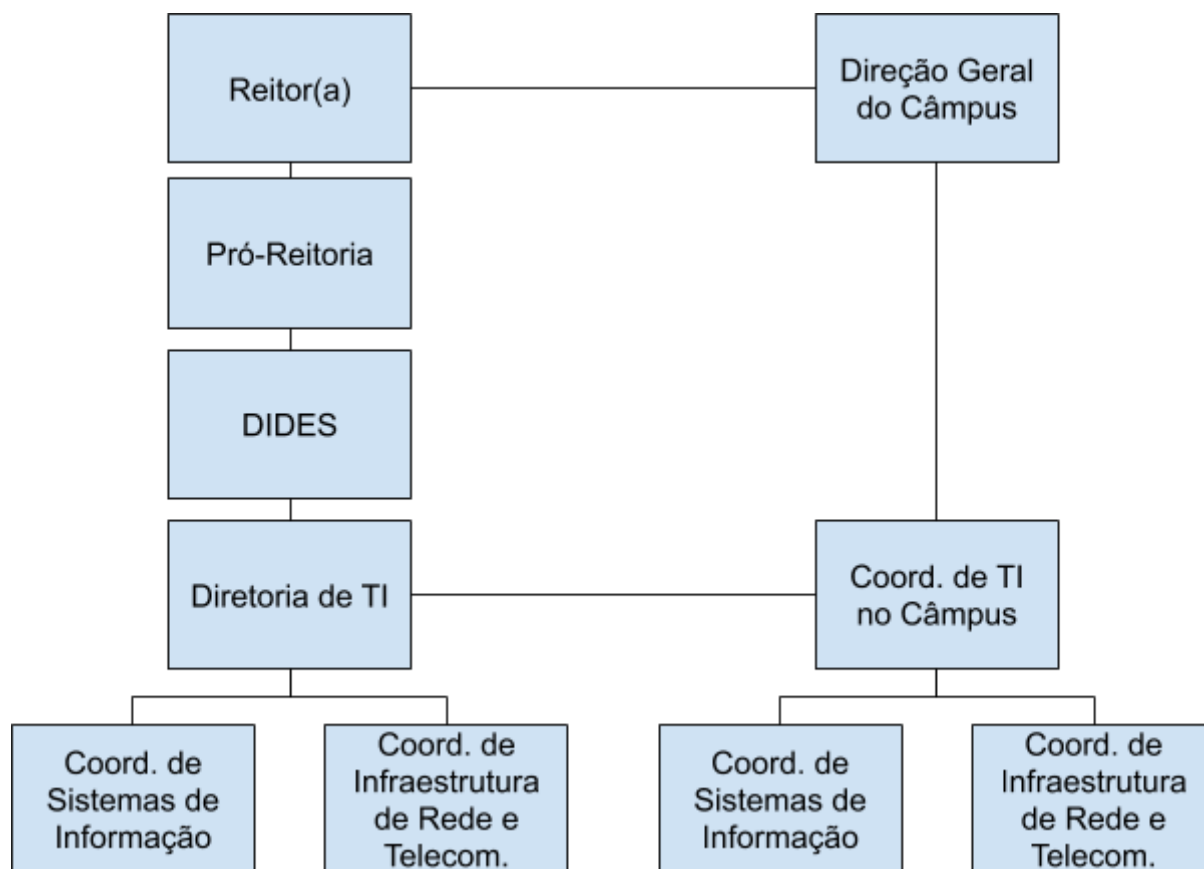 Reitor(a)
Direção Geral
do Câmpus
Pró-Reitoria
DIDES
Diretoria de TI
Coord. de TI
no Câmpus
Coord. de
Sistemas de
Informação
Coord. de
Infraestrutura
de Rede e
Telecom.
Coord. de
Sistemas de
Informação
Coord. de
Infraestrutura
de Rede e
Telecom.